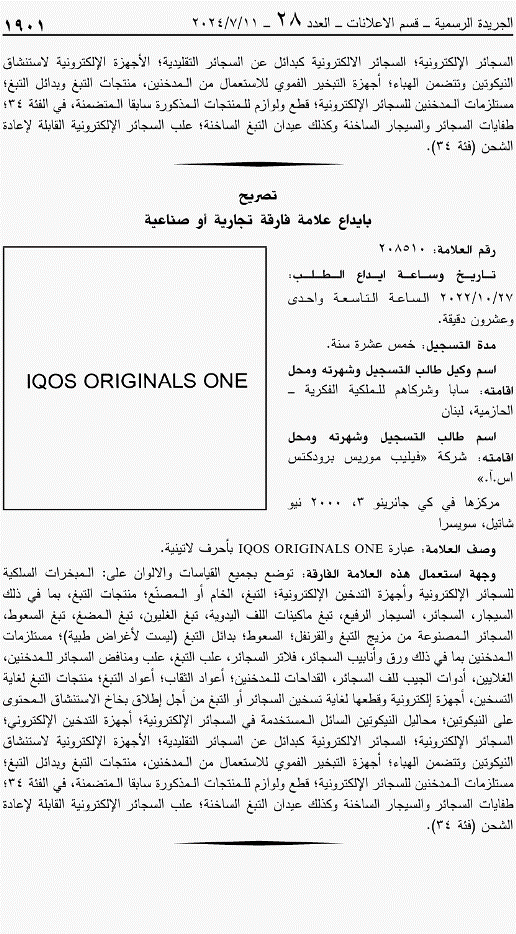 الجريدة الرسمية ــ قسم الاعلانات ــ العدد ٢٨ ــ ٢٠٢٤/٧/١١
١٩٠١
السجائر الإلكترونية؛ السجائر الالكترونية كبدائل عن السجائر التقليدية؛ الأجهزة الإلكترونية لاستنشاق
النيكوتين وتتضمن الهباء؛ أجهزة التبخير الفموي للاستعمال من المدخنين، منتجات التبغ وبدائل التبغ؛
مستلزمات المدخنين للسجائر الإلكترونية؛ قطع ولوازم للمنتجات المذكورة سابقا المتضمنة، في الفئة ٣٤؛
طفايات السجائر والسيجار الساخنة وكذلك عيدان التبغ الساخنة؛ علب السجائر الإلكترونية القابلة لإعادة
الشحن (فئة ٣٤).
تصريح
بايداع علامة فارقة تجارية أو صناعية
رقم العلامة: ٢٠٨٥١٠
تاريخ وساعة ايداع الطلب:
٢٠٢٢/١٠/٢٧ الساعة التاسعة واحدى
وعشرون دقيقة.
مدة التسجيل: خمس عشرة سنة.
اسم وكيل طالب التسجيل وشهرته ومحل
اقامته: سابا وشركاهم للملكية الفكرية ــ
الحازمية، لبنان
اسم طالب التسجيل وشهرته ومحل
اقامته: شركة «فيليب موريس برودكتس
اس.آ.»
مركزها في كي جانرينو ٣، ٢٠٠٠ نيو
شاتيل، سويسرا
IQOS ORIGINALS ONE
وصف العلامة: عبارة IQOS ORIGINALS ONE بأحرف لاتينية.
وجهة استعمال هذه العلامة الفارقة: توضع بجميع القياسات والالوان على: المبخرات السلكية
للسجائر الإلكترونية وأجهزة التدخين الإلكترونية؛ التبغ، الخام أو المصنّع؛ منتجات التبغ، بما في ذلك
السيجار، السجائر، السيجار الرفيع، تبغ ماكينات اللف اليدوية، تبغ الغليون، تبغ المضغ، تبغ السعوط،
السجائر المصنوعة من مزيج التبغ والقرنفل؛ السعوط؛ بدائل التبغ (ليست لأغراض طبية)؛ مستلزمات
المدخنين بما في ذلك ورق وأنابيب السجائر، فلاتر السجائر، علب التبغ، علب ومنافض السجائر للمدخنين،
الغلايين، أدوات الجيب للف السجائر، القداحات للمدخنين؛ أعواد الثقاب؛ أعواد التبغ؛ منتجات التبغ لغاية
التسخين، أجهزة إلكترونية وقطعها لغاية تسخين السجائر أو التبغ من أجل إطلاق بخاخ الاستنشاق المحتوى
على النيكوتين؛ محاليل النيكوتين السائل المستخدمة في السجائر الإلكترونية؛ أجهزة التدخين الإلكتروني؛
السجائر الإلكترونية؛ السجائر الالكترونية كبدائل عن السجائر التقليدية؛ الأجهزة الإلكترونية لاستنشاق
النيكوتين وتتضمن الهباء؛ أجهزة التبخير الفموي للاستعمال من المدخنين، منتجات التبغ وبدائل التبغ؛
مستلزمات المدخنين للسجائر الإلكترونية؛ قطع ولوازم للمنتجات المذكورة سابقا المتضمنة، في الفئة ٣٤؛
طفايات السجائر والسيجار الساخنة وكذلك عيدان التبغ الساخنة؛ علب السجائر الإلكترونية القابلة لإعادة
الشحن (فئة ٣٤).